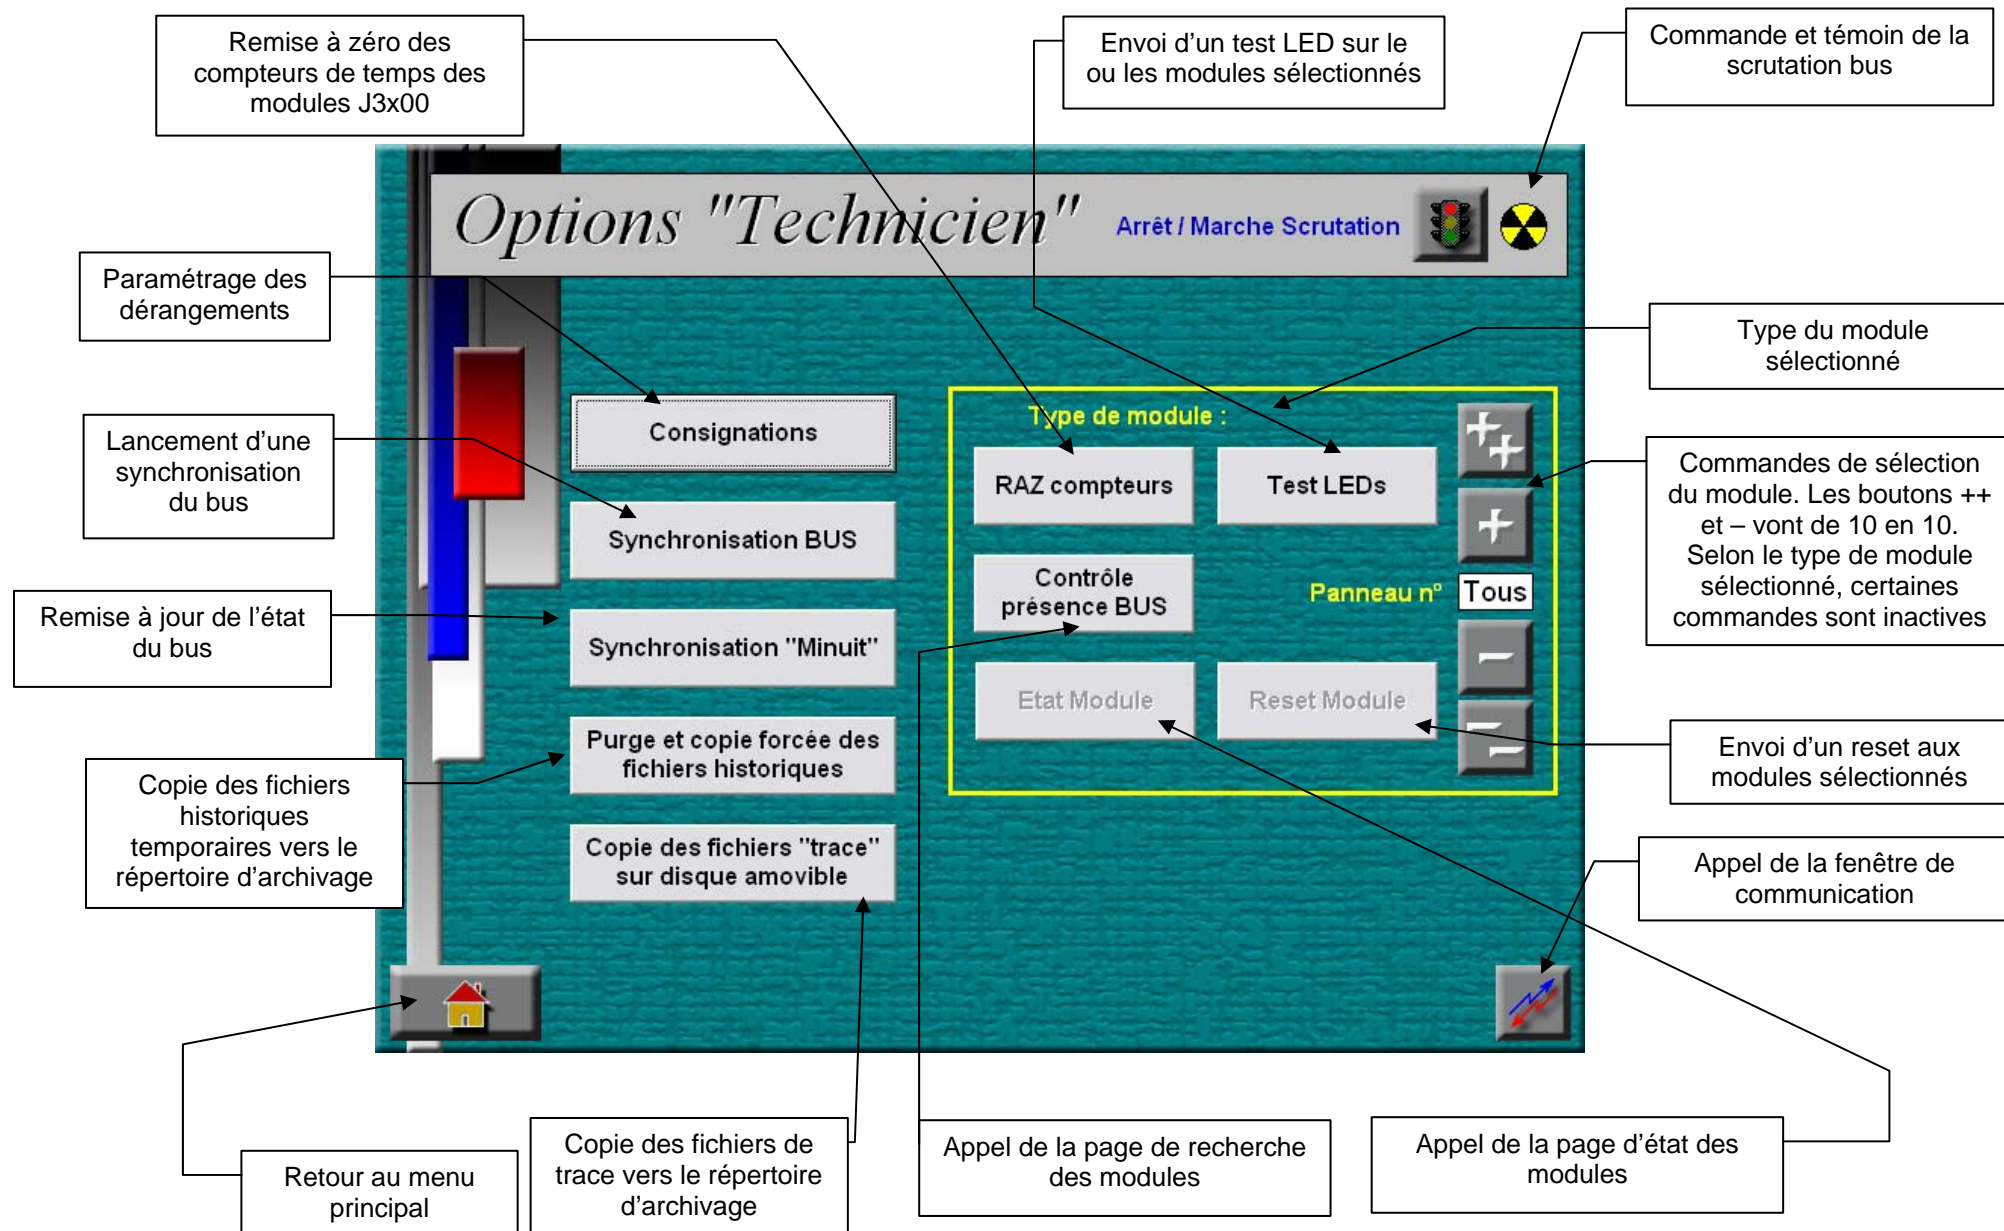 Remise à zéro des
compteurs de temps des
modules J3x00
Envoi d’un test LED sur le
ou les modules sélectionnés
Commande et témoin de la
scrutation bus
Options "Technicien"
Arrêt / Marche Scrutation
Paramétrage des
dérangements
Type du module
sélectionné
Lancement d’une
synchronisation
du bus
Consignations
Type de module :
RAZ compteurs
Test LEDs
Commandes de sélection
du module. Les boutons ++
et – vont de 10 en 10.
Selon le type de module
sélectionné, certaines
commandes sont inactives
Synchronisation BUS
Contrôle
présence BUS
Panneau n°
Tous
Remise à jour de l’état
du bus
Synchronisation "Minuit"
Etat Module
Reset Module
Purge et copie forcée des
fichiers historiques
Envoi d’un reset aux
modules sélectionnés
Copie des fichiers
historiques
temporaires vers le
répertoire d’archivage
Copie des fichiers "trace"
sur disque amovible
Appel de la fenêtre de
communication
Retour au menu
principal
Copie des fichiers de
trace vers le répertoire
d’archivage
Appel de la page de recherche
des modules
Appel de la page d’état des
modules